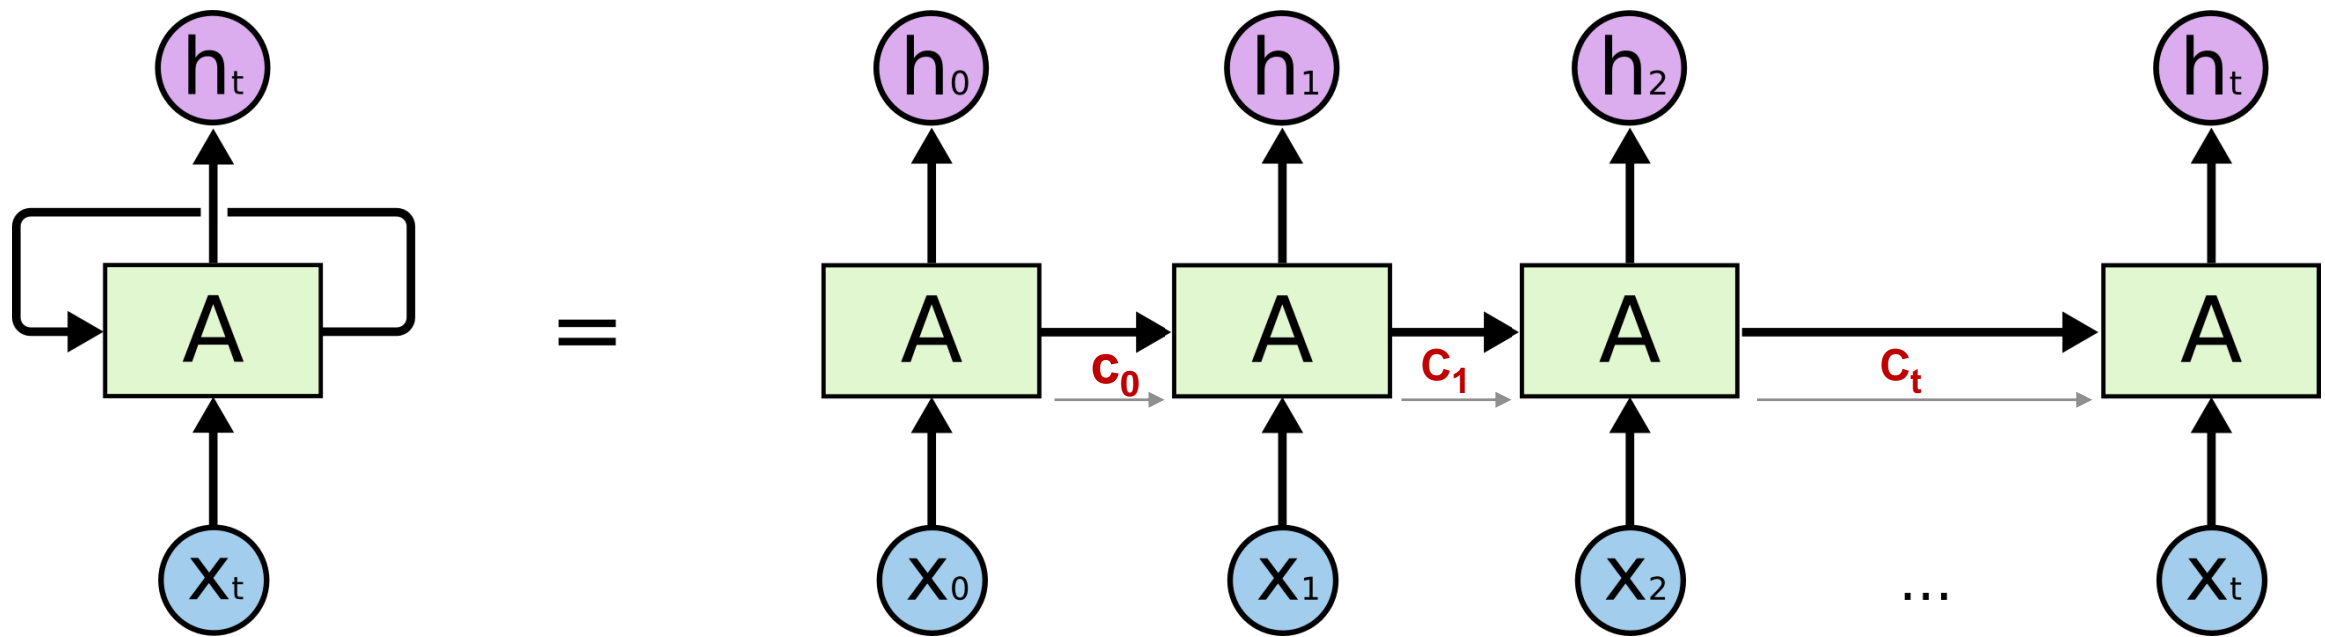 h₀ h₁ h₂ hₜ
hₜ
A = A A A A
c₀ C₁ Cₜ
xₜ x₀ x₁ x₂ ... xₜ